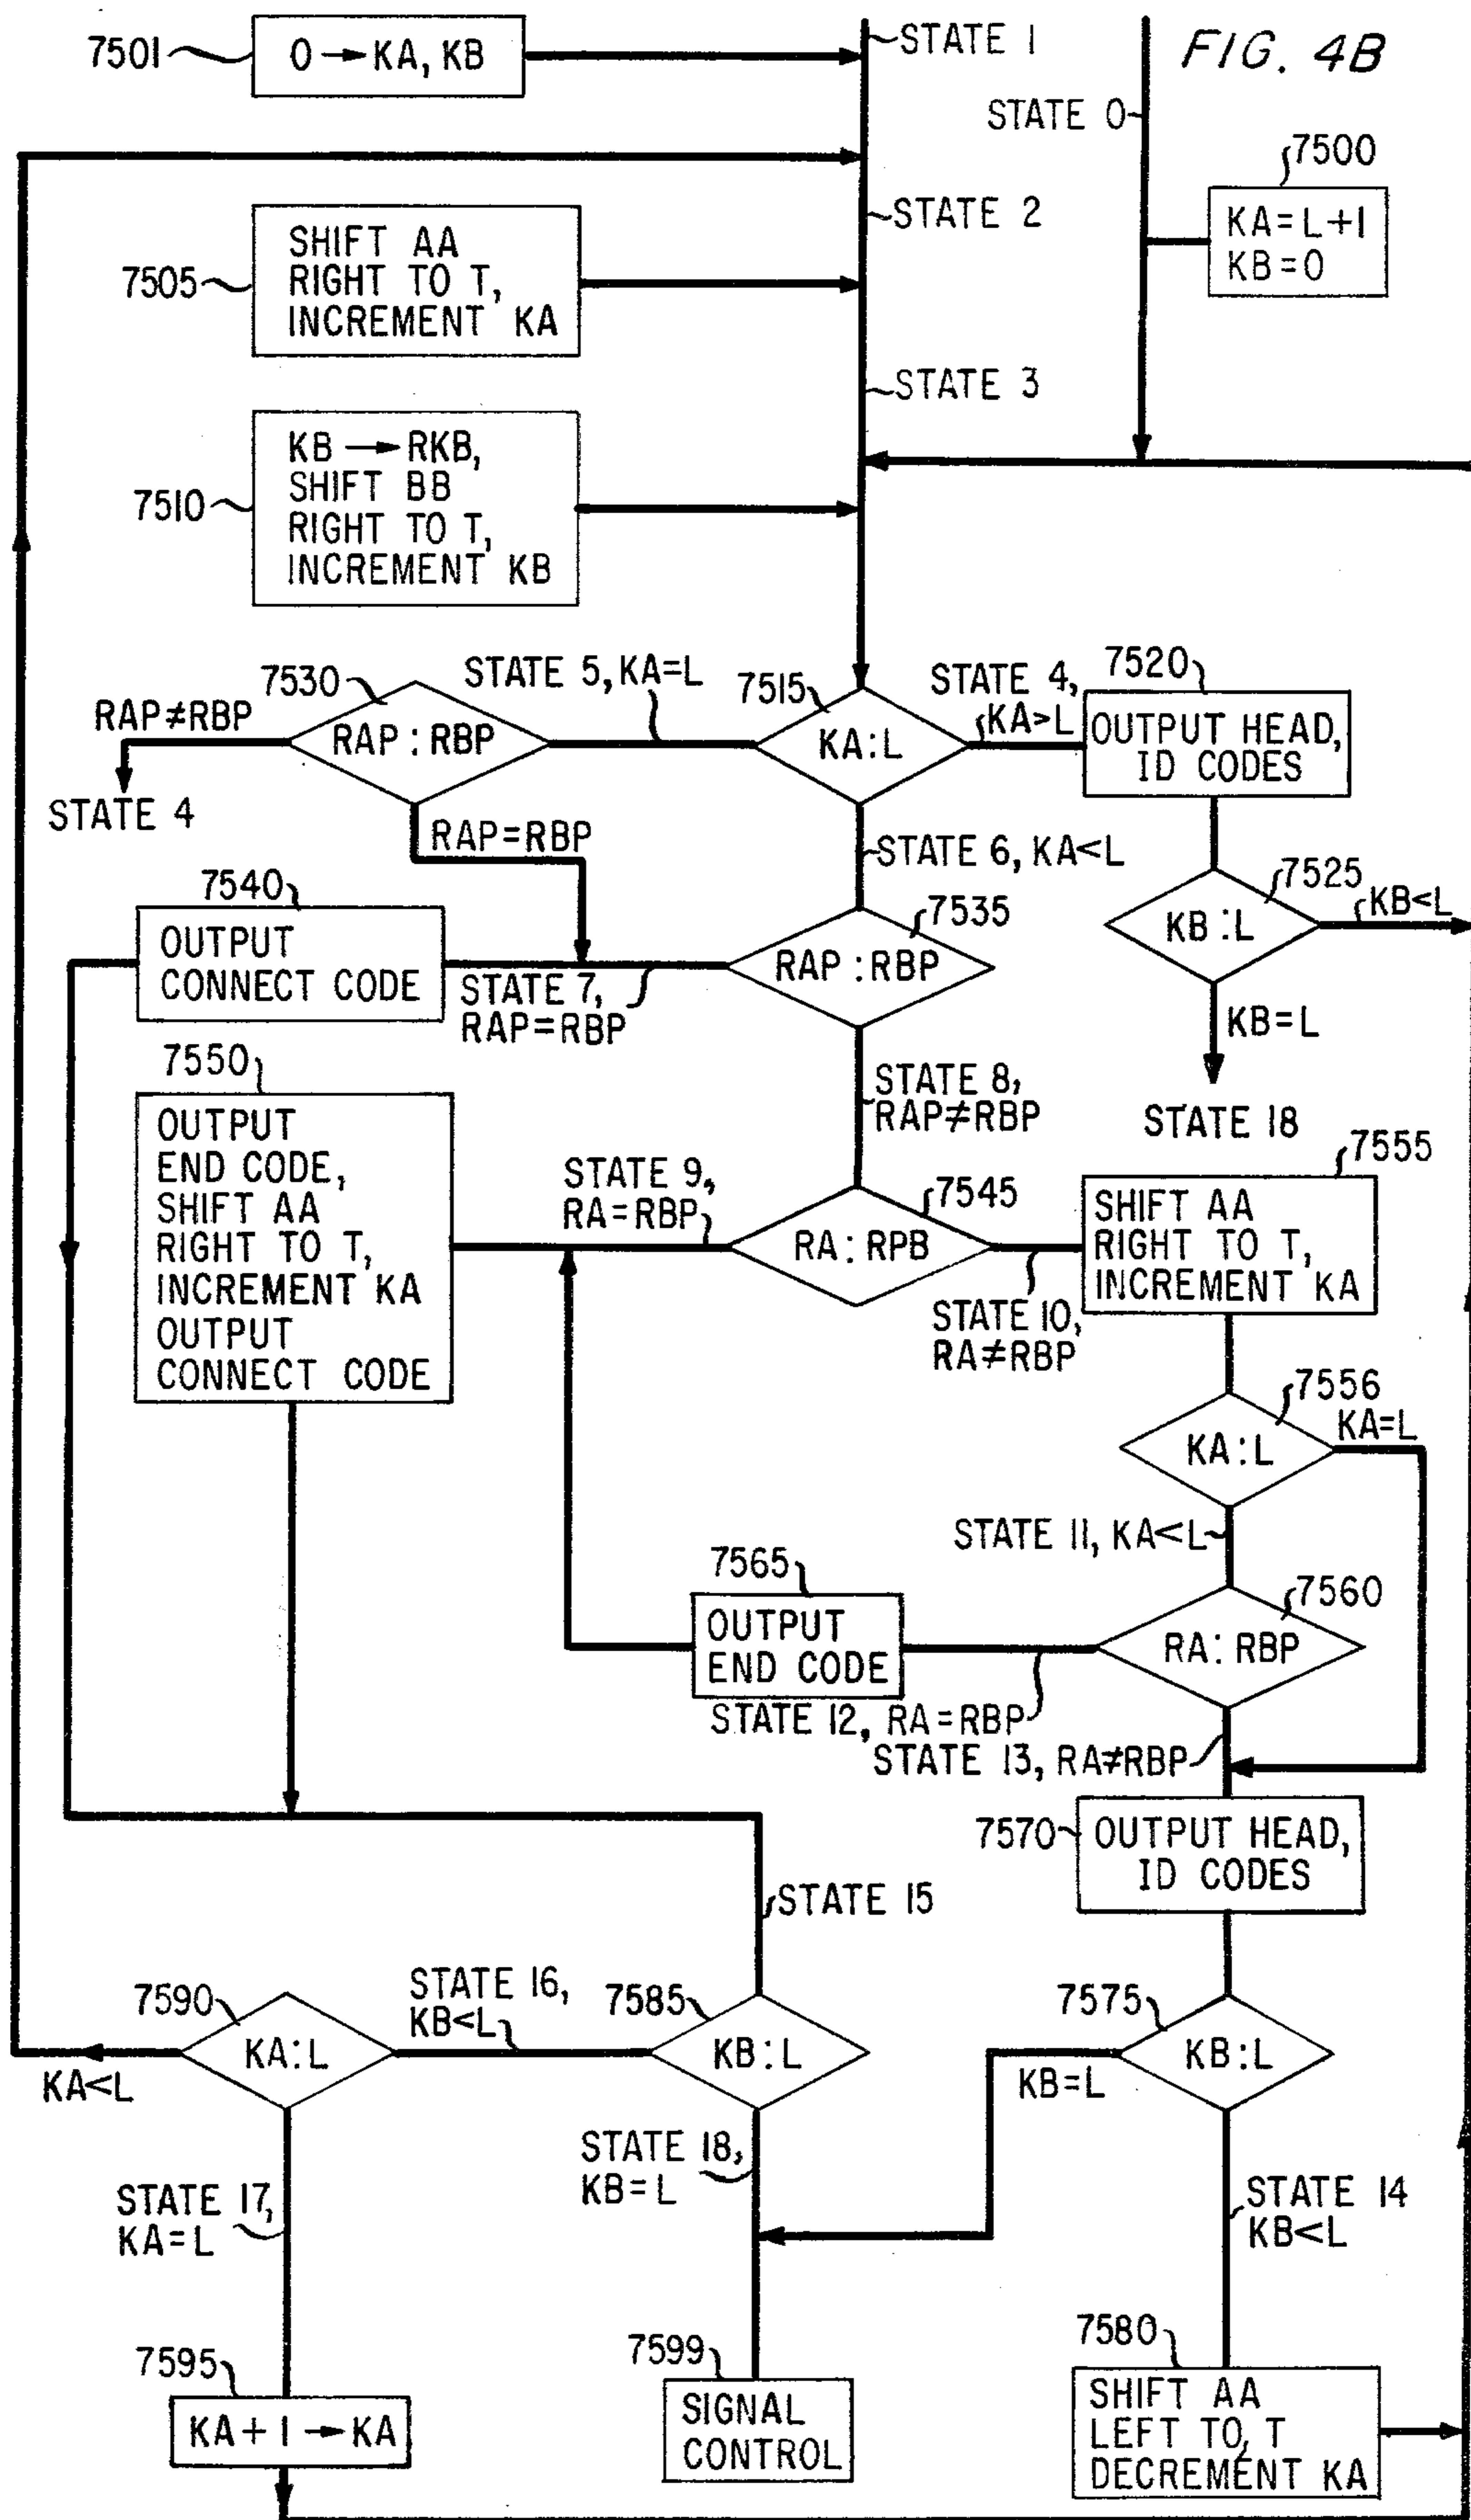 FIG. 4B
7501
0 → KA, KB
STATE 1
STATE 0
7500
KA=L+1
KB=0
STATE 2
7505
SHIFT AA
RIGHT TO T,
INCREMENT KA
STATE 3
7510
KB → RKB,
SHIFT BB
RIGHT TO T,
INCREMENT KB
7530
STATE 5, KA=L
7515
STATE 4,
KA>L
7520
RAP≠RBP
RAP : RBP
KA:L
OUTPUT HEAD,
ID CODES
STATE 4
RAP=RBP
STATE 6, KA<L
7540
7535
7525
KB<L
KB:L
OUTPUT
CONNECT CODE
RAP:RBP
STATE 7,
RAP=RBP
KB=L
7550
STATE 8,
RAP≠RBP
STATE 18
7555
OUTPUT
END CODE,
SHIFT AA
RIGHT TO T,
INCREMENT KA
OUTPUT
CONNECT CODE
STATE 9,
RA=RBP
7545
RA: RPB
SHIFT AA
RIGHT TO T,
INCREMENT KA
STATE 10,
RA≠RBP
7556
KA=L
KA:L
STATE 11, KA<L
7565
7560
OUTPUT
END CODE
RA: RBP
STATE 12, RA=RBP
STATE 13, RA≠RBP
7570
OUTPUT HEAD,
ID CODES
STATE 15
7590
STATE 16,
KB<L
7585
7575
KA:L
KB:L
KB:L
KA<L
KB=L
STATE 18,
KB=L
STATE 17,
KA=L
STATE 14
KB<L
7595
7599
7580
KA+1→KA
SIGNAL
CONTROL
SHIFT AA
LEFT TO, T
DECREMENT KA